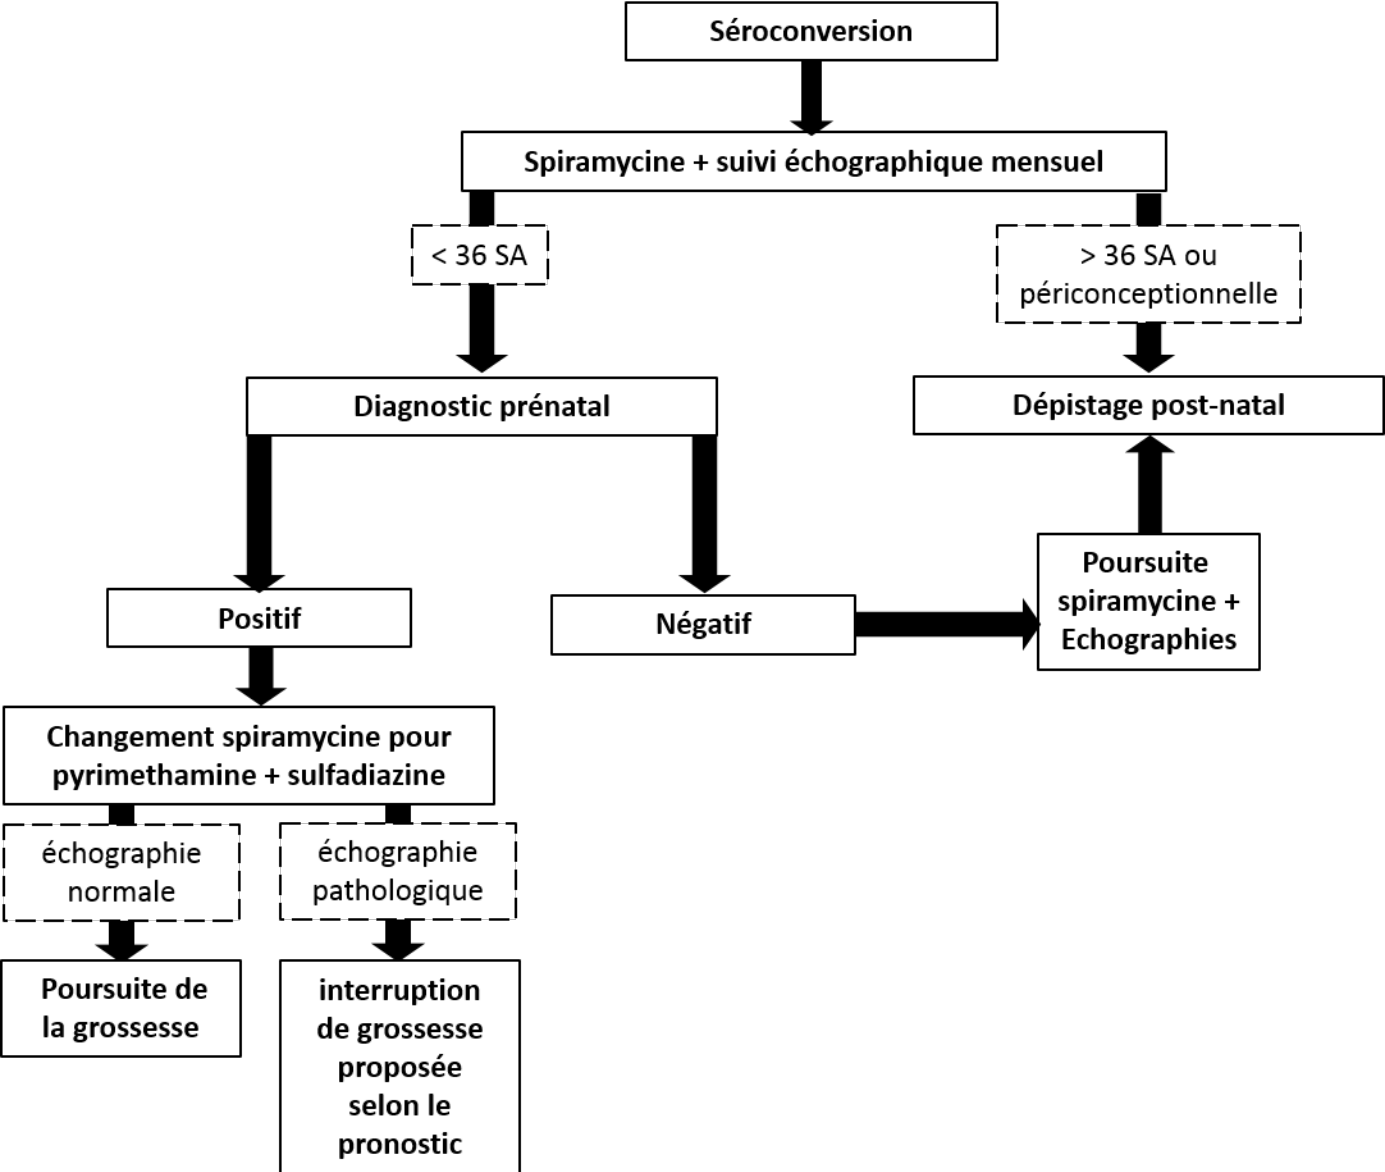 Séroconversion
Spiramycine + suivi échographique mensuel
< 36 SA
> 36 SA ou
périconceptionnelle
Diagnostic prénatal
Dépistage post-natal
Positif
Négatif
Poursuite
spiramycine +
Echographies
Changement spiramycine pour
pyrimethamine + sulfadiazine
échographie
normale
échographie
pathologique
Poursuite de
la grossesse
interruption
de grossesse
proposée
selon le
pronostic